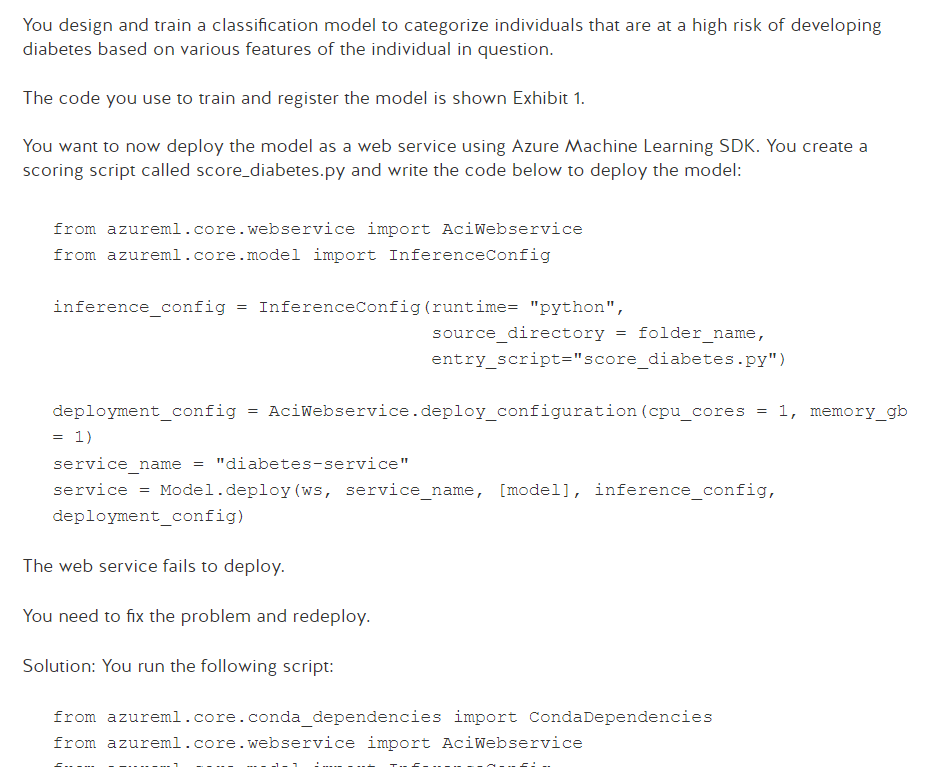 You design and train a classification model to categorize individuals that are at a high risk of developing
diabetes based on various features of the individual in question.
The code you use to train and register the model is shown Exhibit 1.
You want to now deploy the model as a web service using Azure Machine Learning SDK. You create a
scoring script called score_diabetes.py and write the code below to deploy the model:
from azureml.core.webservice import AciWebservice
from azureml.core.model import InferenceConfig
inference_config = InferenceConfig(runtime= "python",
source_directory = folder_name,
entry_script="score_diabetes.py")
deployment_config = AciWebservice.deploy_configuration(cpu_cores = 1, memory_gb
= 1)
service_name = "diabetes-service"
service = Model.deploy(ws, service_name, [model], inference_config,
deployment_config)
The web service fails to deploy.
You need to fix the problem and redeploy.
Solution: You run the following script:
from azureml.core.conda_dependencies import CondaDependencies
from azureml.core.webservice import AciWebservice